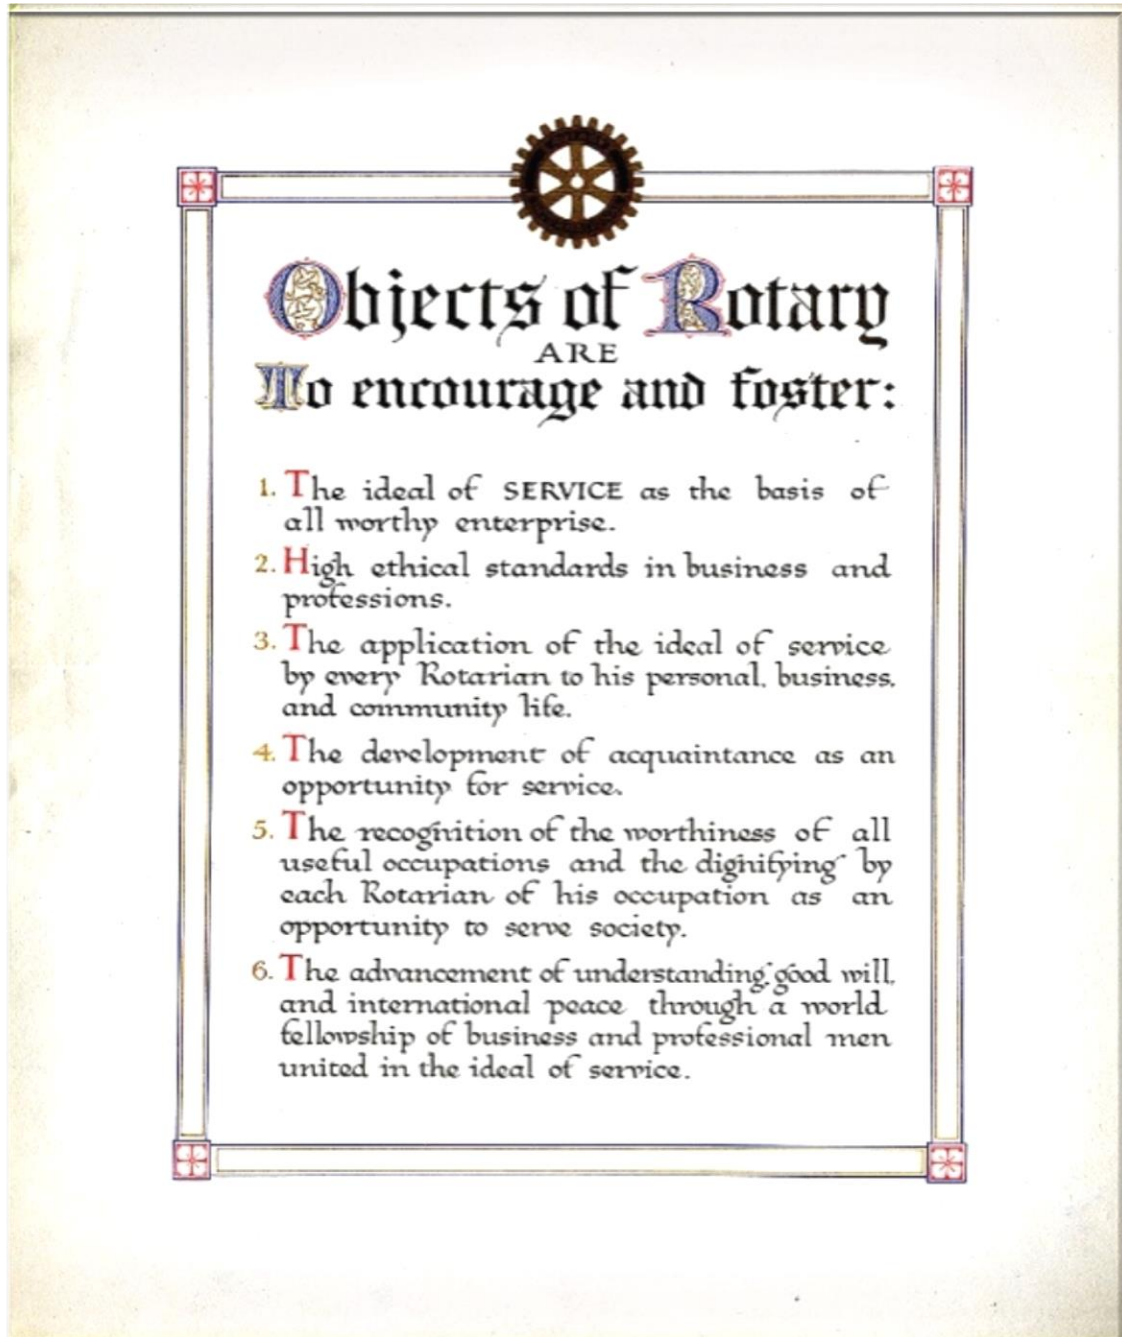 Objects of Rotary
ARE
To encourage and foster:
1. The ideal of SERVICE as the basis of
all worthy enterprise.
2. High ethical standards in business and
professions.
3. The application of the ideal of service
by every Rotarian to his personal, business,
and community life.
4. The development of acquaintance as an
opportunity for service.
5. The recognition of the worthiness of all
useful occupations and the dignifying by
each Rotarian of his occupation as an
opportunity to serve society.
6. The advancement of understanding, good will,
and international peace through a world
fellowship of business and professional men
united in the ideal of service.